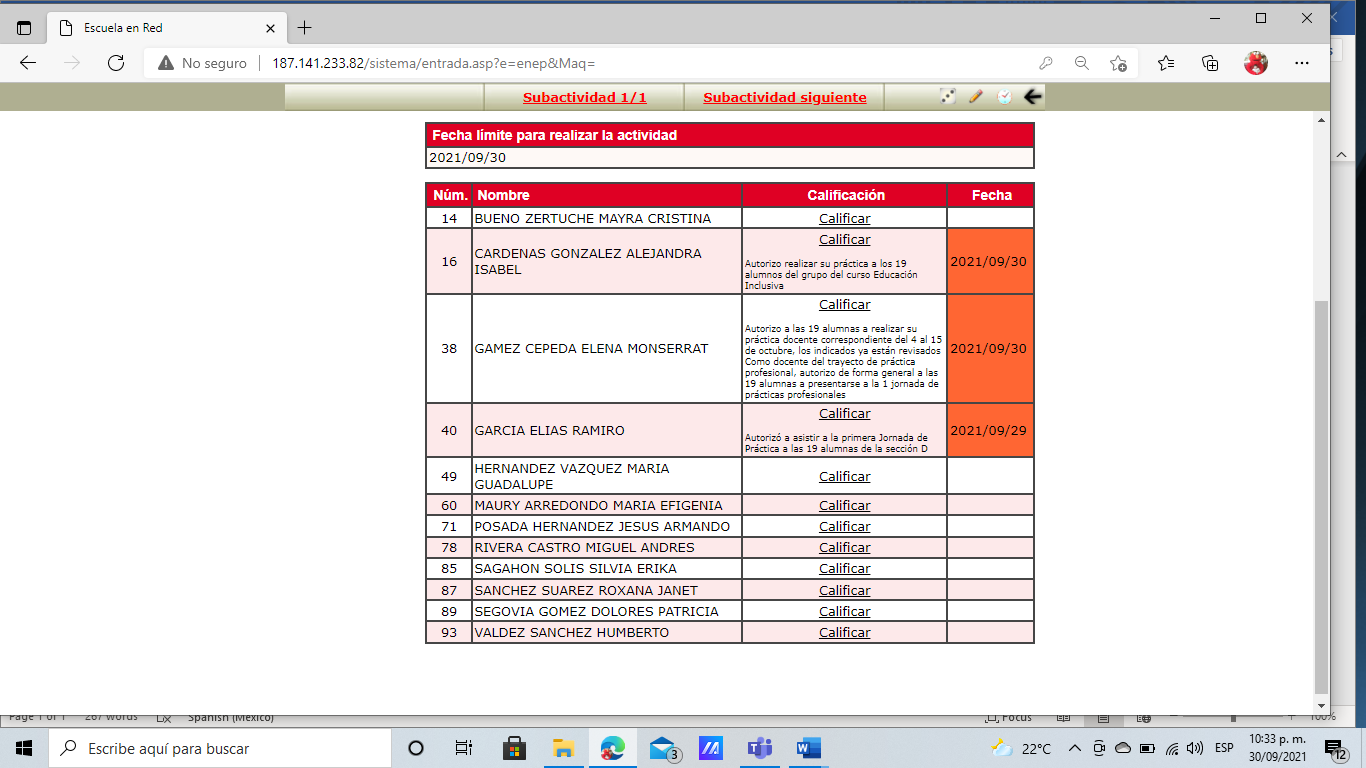 Escuela en Red
No seguro
187.141.233.82/sistema/entrada.asp?e=enep&Maq=
Subactividad 1/1
Subactividad siguiente
Fecha límite para realizar la actividad
2021/09/30
Núm. Nombre Calificación Fecha
14 BUENO ZERTUCHE MAYRA CRISTINA Calificar
16 CARDENAS GONZALEZ ALEJANDRA
ISABEL
Calificar
Autorizo realizar su práctica a los 19
alumnos del grupo del curso Educación
Inclusiva
2021/09/30
38 GAMEZ CEPEDA ELENA MONSERRAT
Calificar
Autorizo a las 19 alumnas a realizar su
práctica docente correspondiente del 4 al 15
de octubre, los indicados ya están revisados
Como docente del trayecto de práctica
profesional, autorizo de forma general a las
19 alumnas a presentarse a la 1 jornada de
prácticas profesionales
2021/09/30
40 GARCIA ELIAS RAMIRO
Calificar
Autorizó a asistir a la primera Jornada de
Práctica a las 19 alumnas de la sección D
2021/09/29
49 HERNANDEZ VAZQUEZ MARIA
GUADALUPE
Calificar
60 MAURY ARREDONDO MARIA EFIGENIA Calificar
71 POSADA HERNANDEZ JESUS ARMANDO Calificar
78 RIVERA CASTRO MIGUEL ANDRES Calificar
85 SAGAHON SOLIS SILVIA ERIKA Calificar
87 SANCHEZ SUAREZ ROXANA JANET Calificar
89 SEGOVIA GOMEZ DOLORES PATRICIA Calificar
93 VALDEZ SANCHEZ HUMBERTO Calificar
Page 1 of 1 267 words Spanish (Mexico) Focus 100%
Escribe aquí para buscar
3
22°C
ESP
10:33 p. m.
30/09/2021
12